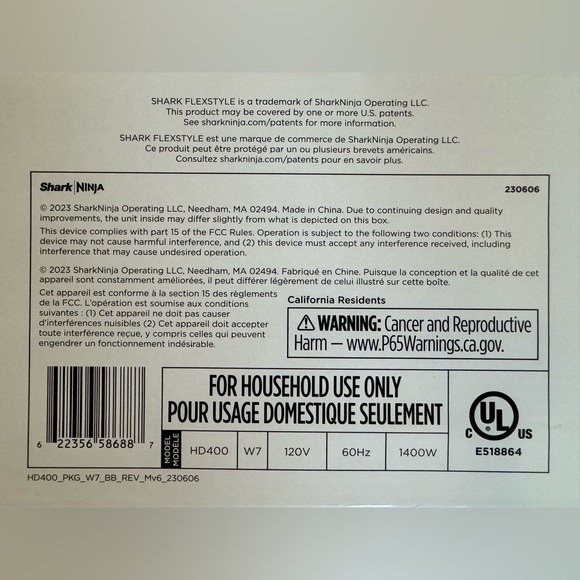 SHARK FLEXSTYLE is a trademark of SharkNinja Operating LLC.
This product may be covered by one or more U.S. patents.
See sharkninja.com/patents for more information.
SHARK FLEXSTYLE est une marque de commerce de SharkNinja Operating LLC.
Ce produit peut être protégé par un ou plusieurs brevets américains.
Consultez sharkninja.com/patents pour en savoir plus.
Shark|NINJA
230606
© 2023 SharkNinja Operating LLC, Needham, MA 02494. Made in China. Due to continuing design and quality
improvements, the unit inside may differ slightly from what is depicted on this box.
This device complies with part 15 of the FCC Rules. Operation is subject to the following two conditions: (1) This
device may not cause harmful interference, and (2) this device must accept any interference received, including
interference that may cause undesired operation.
© 2023 SharkNinja Operating LLC, Needham, MA 02494. Fabriqué en Chine. Puisque la conception et la qualité de cet
appareil sont constamment améliorées, il peut différer légèrement de celui illustré sur cette boîte.
Cet appareil est conforme à la section 15 des règlements
de la FCC. L'opération est soumise aux conditions
suivantes : (1) Cet appareil ne doit pas causer
d'interférences nuisibles (2) Cet appareil doit accepter
toute interférence reçue, y compris celles qui peuvent
engendrer un fonctionnement indésirable.
California Residents
WARNING: Cancer and Reproductive
Harm — www.P65Warnings.ca.gov.
6 22356 58688 7
FOR HOUSEHOLD USE ONLY
POUR USAGE DOMESTIQUE SEULEMENT
MODEL
MODÈLE
HD400 W7 120V 60Hz 1400W
C UL US
E518864
HD400_PKG_W7_BB_REV_Mv6_230606